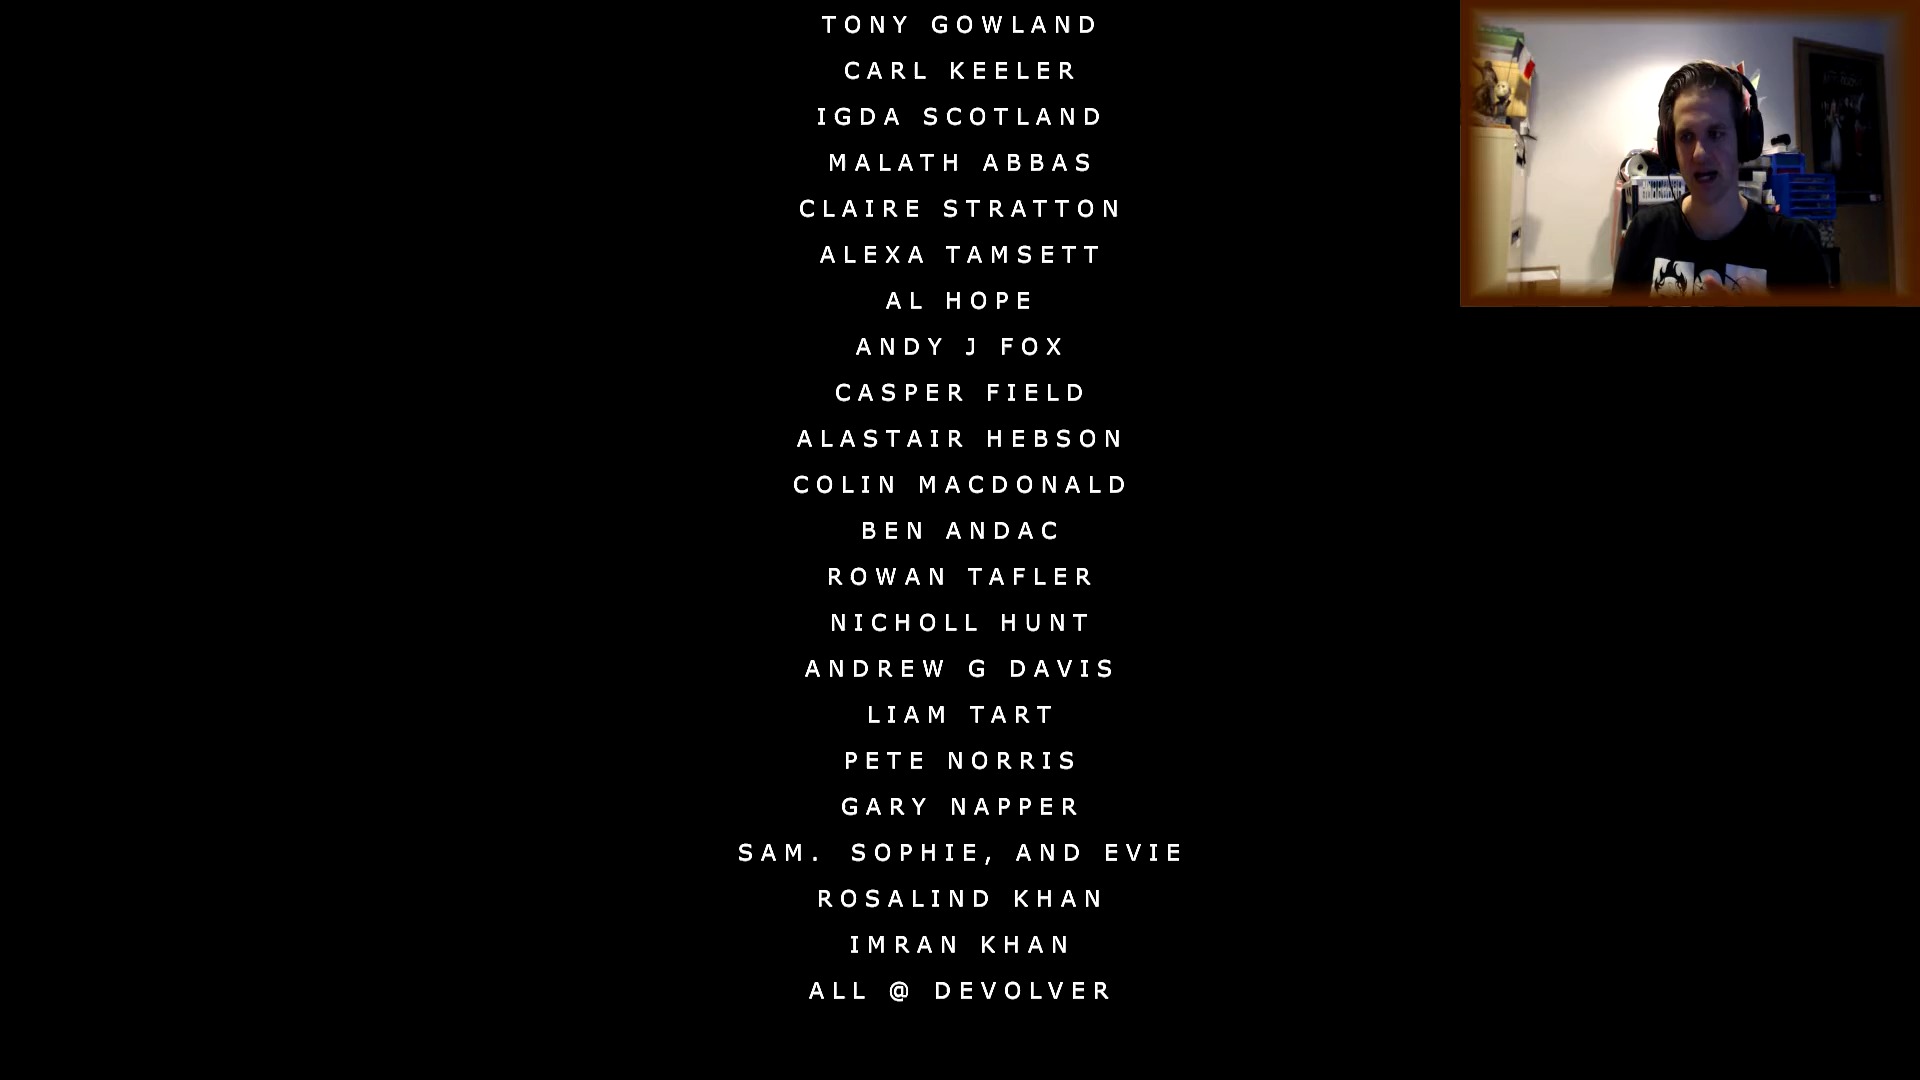 TONY GOWLAND
CARL KEELER
IGDA SCOTLAND
MALATH ABBAS
CLAIRE STRATTON
ALEXA TAMSETT
AL HOPE
ANDY J FOX
CASPER FIELD
ALASTAIR HEBSON
COLIN MACDONALD
BEN ANDAC
ROWAN TAFLER
NICHOLL HUNT
ANDREW G DAVIS
LIAM TART
PETE NORRIS
GARY NAPPER
SAM. SOPHIE, AND EVIE
ROSALIND KHAN
IMRAN KHAN
ALL @ DEVOLVER